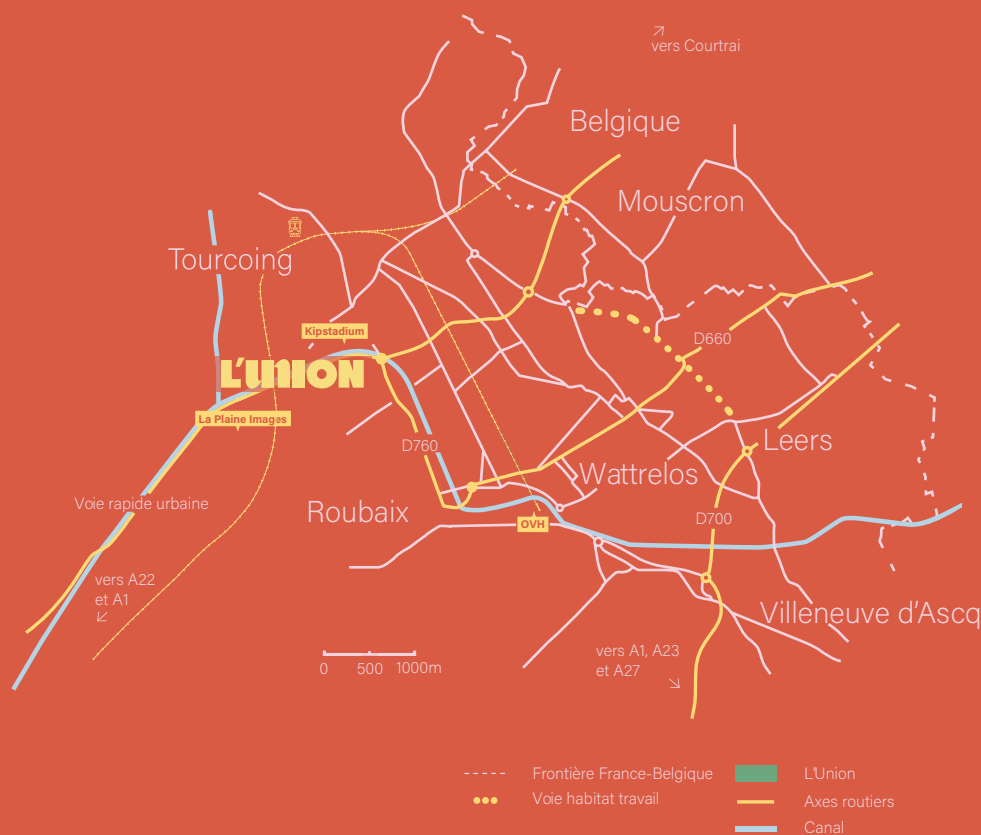 vers Courtrai
Belgique
Mouscron
Tourcoing
Kipstadium
D660
L'UNION
La Plaine Images
D760
Leers
Wattrelos
Voie rapide urbaine
Roubaix
OVH
D700
vers A22
et A1
Villeneuve d'Ascq
vers A1, A23
et A27
0 500 1000m
Frontière France-Belgique
Voie habitat travail
L'Union
Axes routiers
Canal